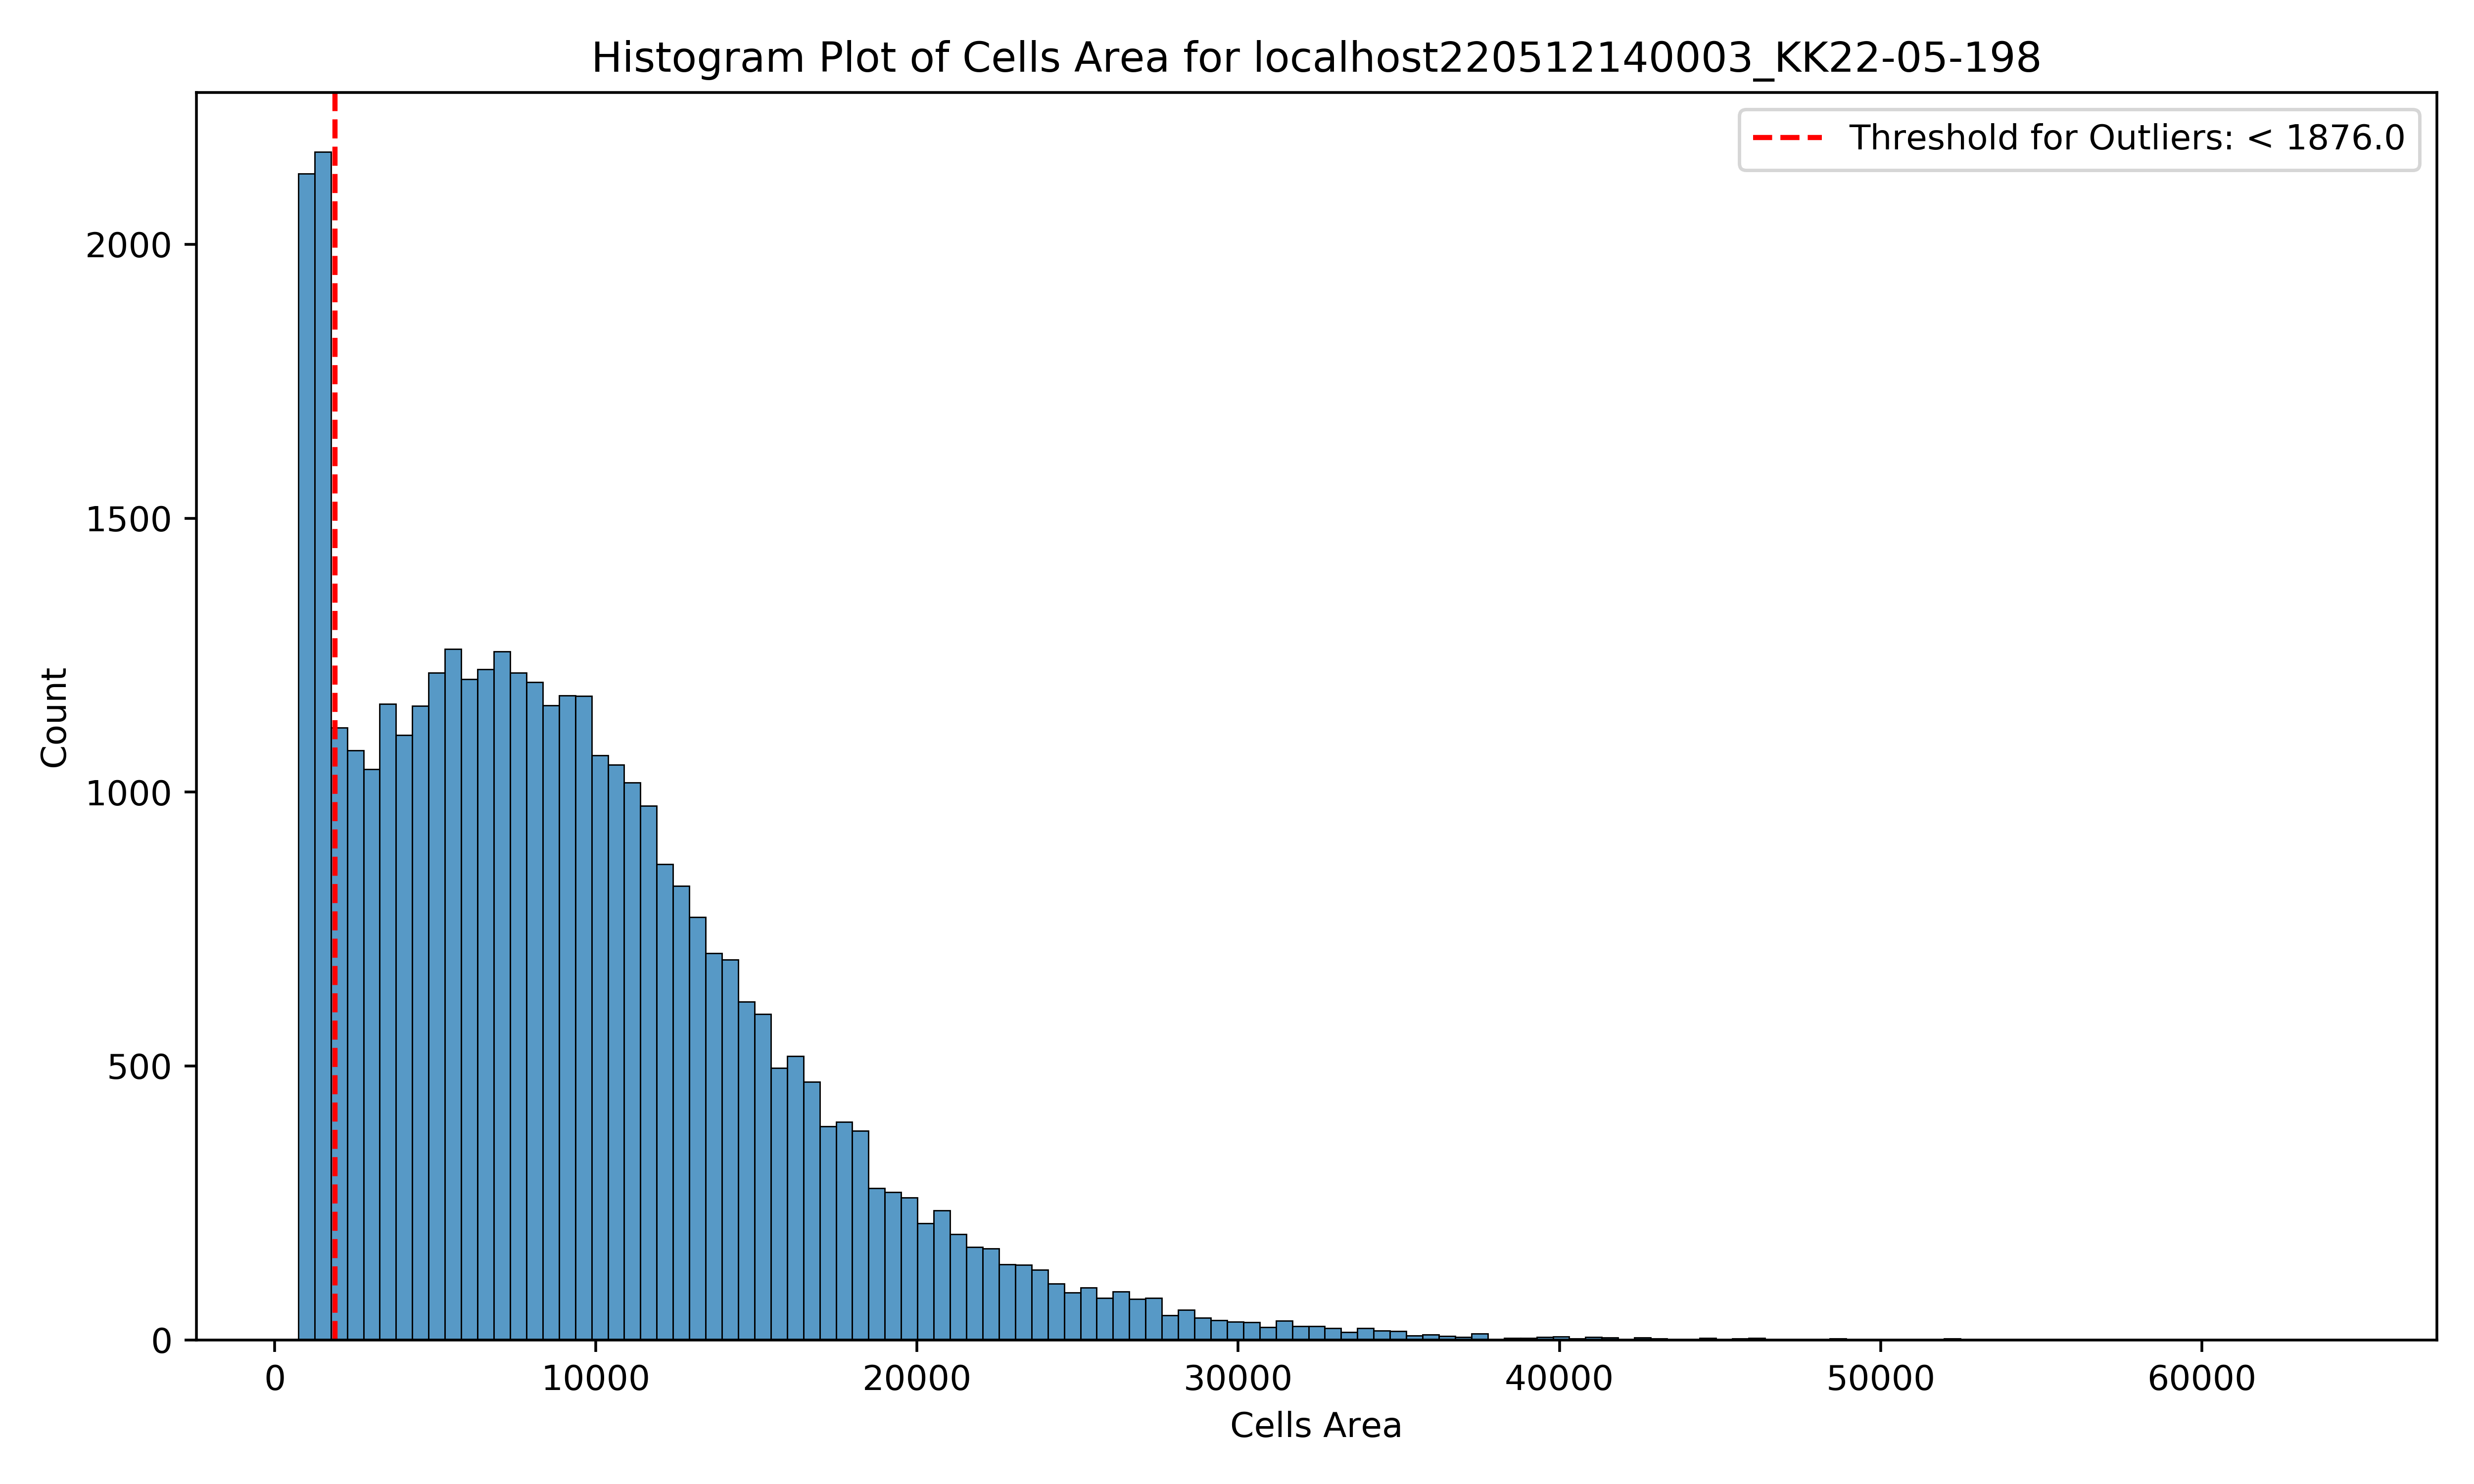 Histogram Plot of Cells Area for localhost220512140003_KK22-05-198
Threshold for Outliers: < 1876.0
2000
1500
1000
500
0
Count
0 10000 20000 30000 40000 50000 60000
Cells Area